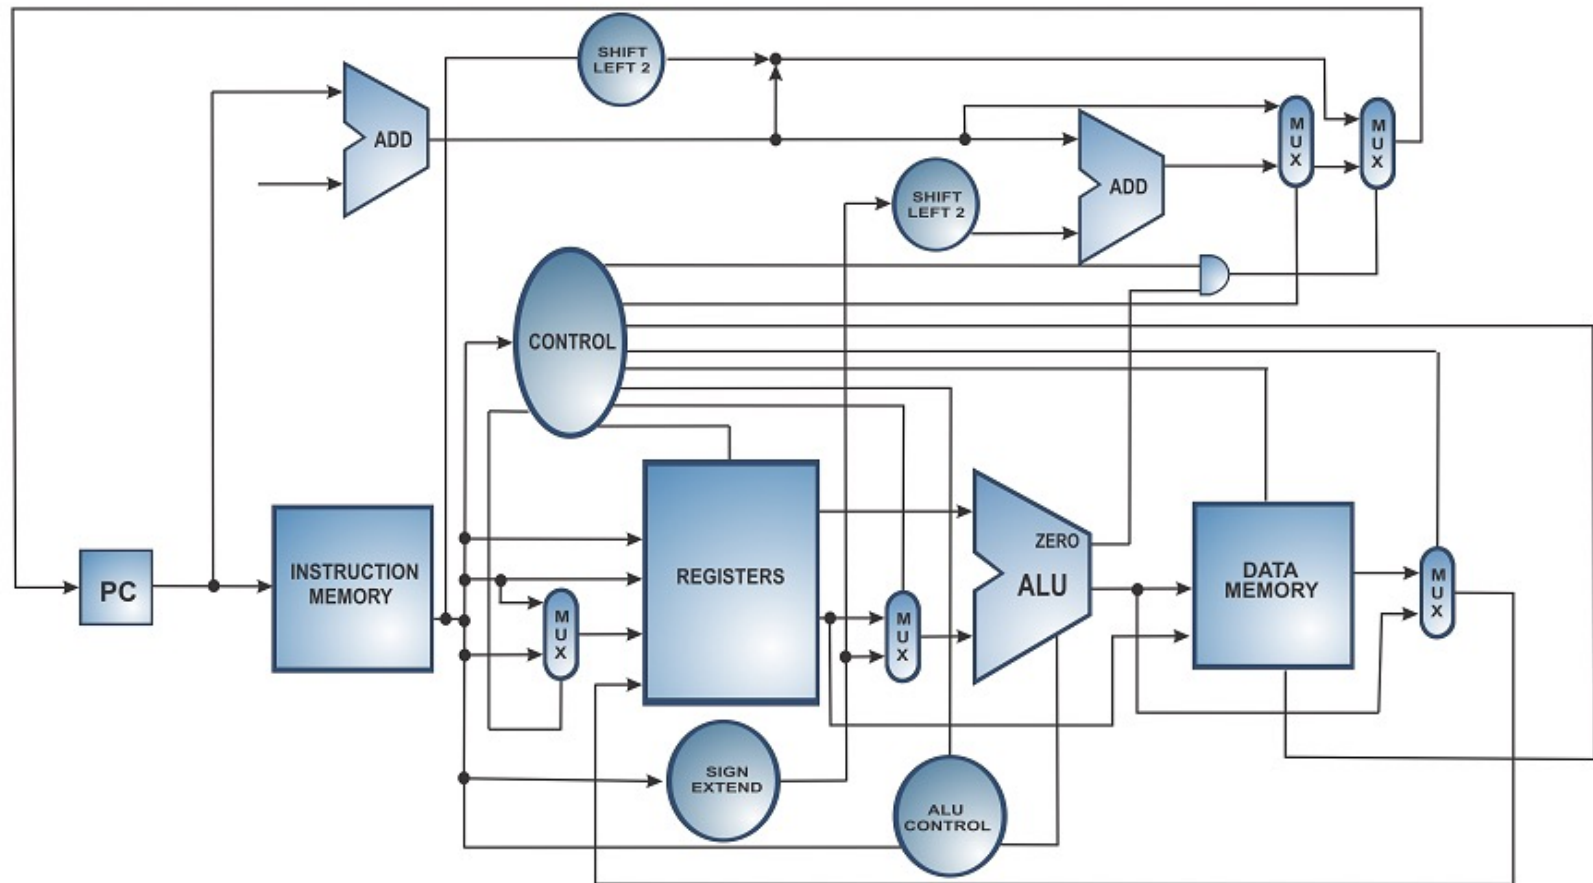 SHIFT
LEFT 2
ADD
M
U
X
M
U
X
SHIFT
LEFT 2
ADD
CONTROL
PC
INSTRUCTION
MEMORY
REGISTERS
M
U
X
M
U
X
ZERO
ALU
DATA
MEMORY
M
U
X
SIGN
EXTEND
ALU
CONTROL